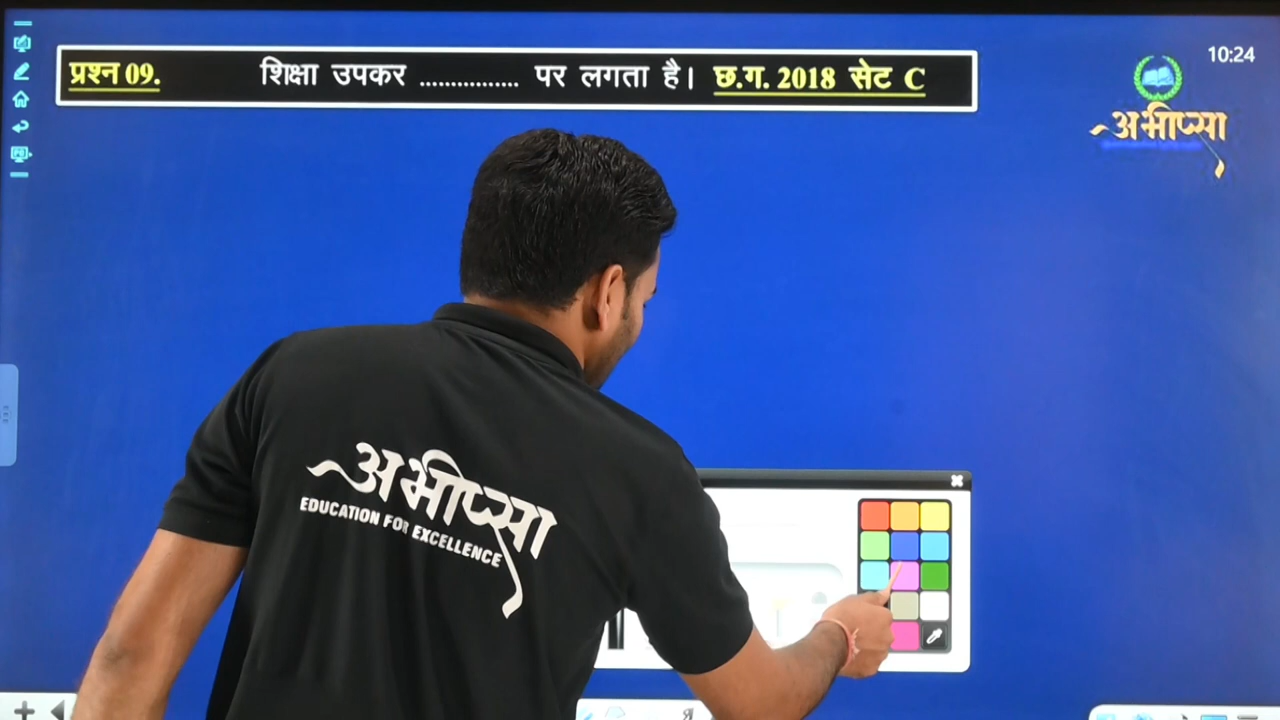 प्रश्न 09. शिक्षा उपकर ............... पर लगता है। छ.ग. 2018 सेट C
10:24
अभीप्सा
अभीप्सा
EDUCATION FOR EXCELLENCE